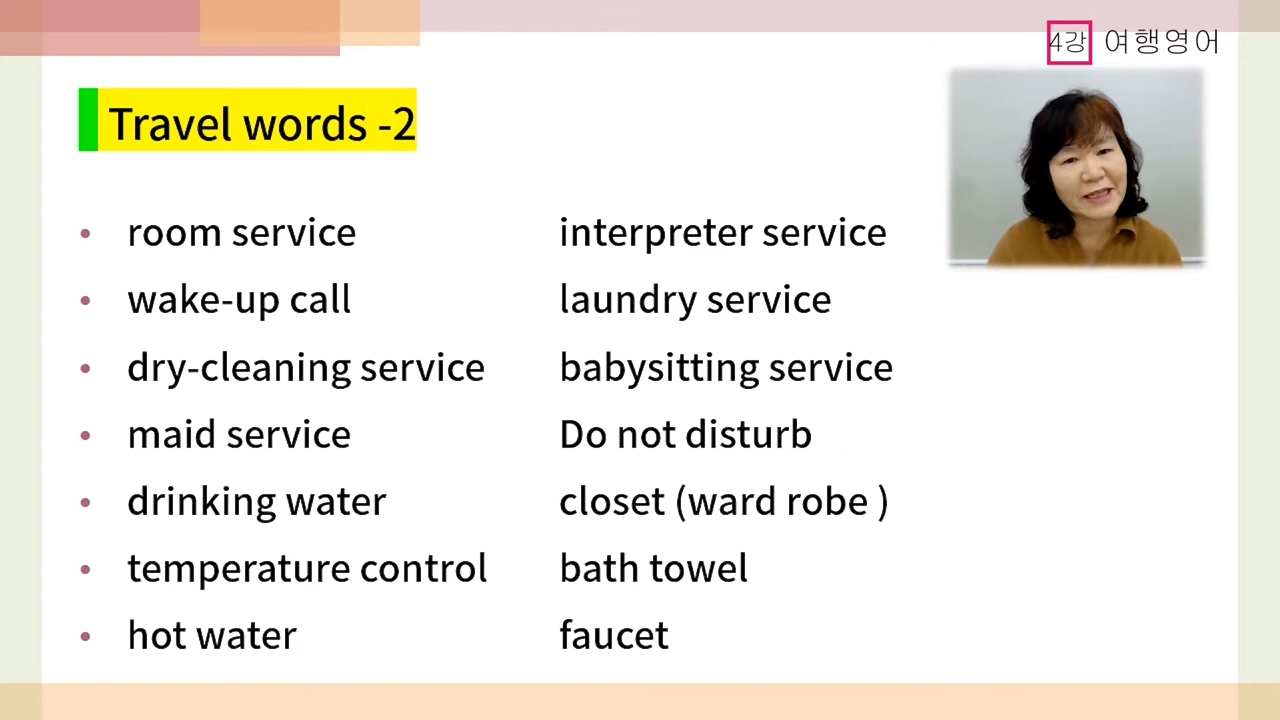 4강 여행영어
Travel words -2
• room service interpreter service
• wake-up call laundry service
• dry-cleaning service babysitting service
• maid service Do not disturb
• drinking water closet (ward robe )
• temperature control bath towel
• hot water faucet